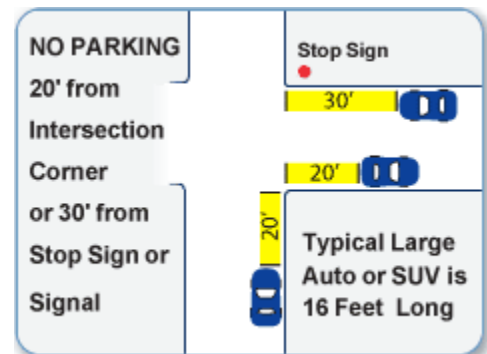 NO PARKING
20' from
Intersection
Corner
or 30' from
Stop Sign or
Signal
Stop Sign
30'
20'
20'
Typical Large
Auto or SUV is
16 Feet Long